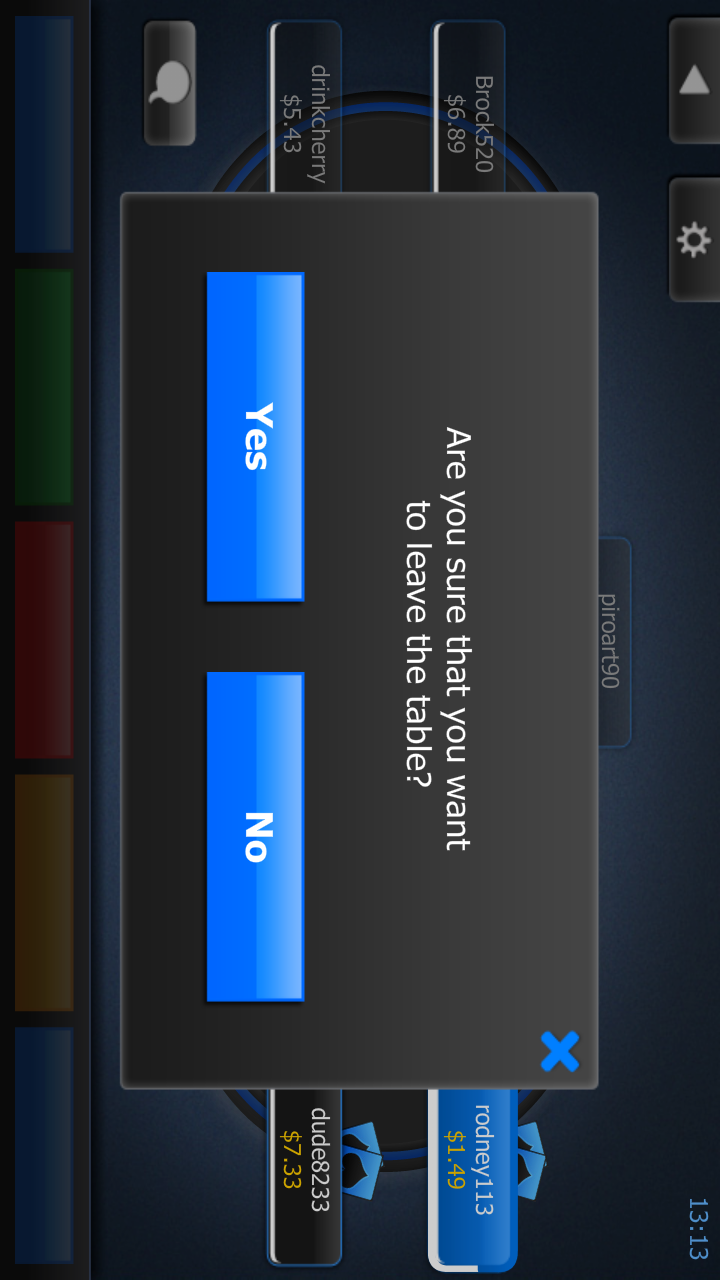 13:13
piroart90
Brock520
$6.89
rodney113
$1.49
Are you sure that you want
to leave the table?
drinkcherry
$5.43
dude8233
$7.33
Yes
No